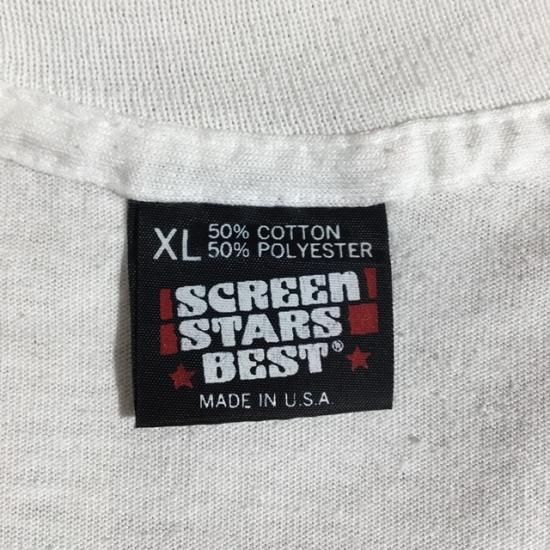 XL 50% COTTON
50% POLYESTER
SCREEN
STARS
BEST®
MADE IN U.S.A.